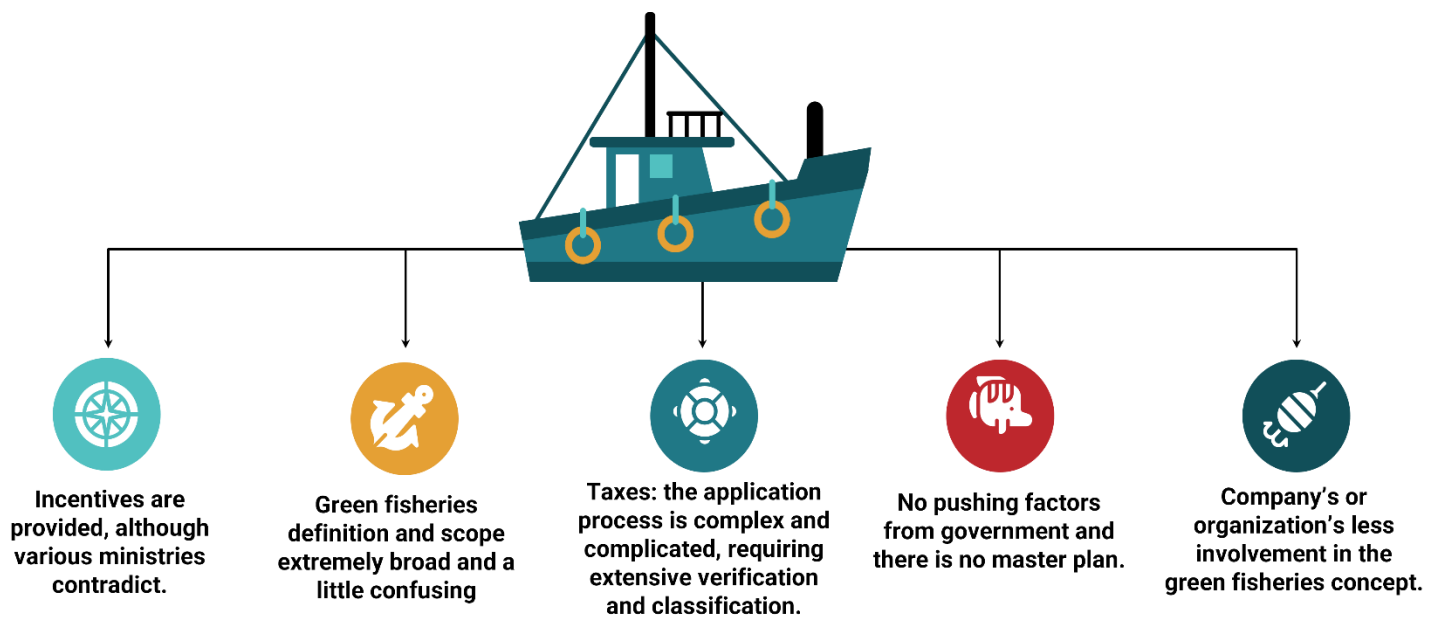 Incentives are
provided, although
various ministries
contradict.
Green fisheries
definition and scope
extremely broad and a
little confusing
Taxes: the application
process is complex and
complicated, requiring
extensive verification
and classification.
No pushing factors
from government and
there is no master plan.
Company’s or
organization’s less
involvement in the
green fisheries concept.